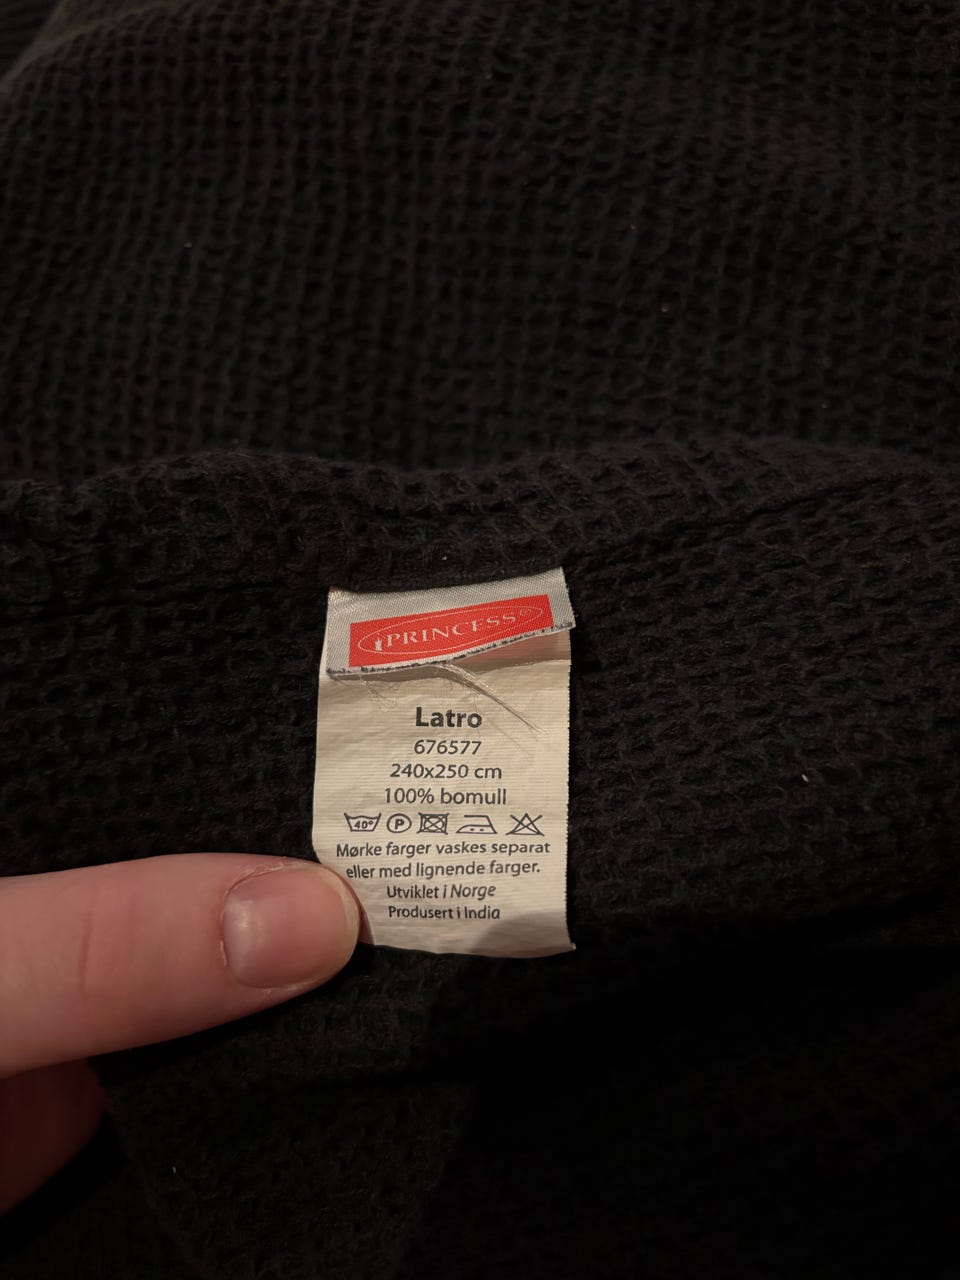 PRINCESS®
Latro
676577
240x250 cm
100% bomull
40° P
Mørke farger vaskes separat
eller med lignende farger.
Utviklet i Norge
Produsert i India